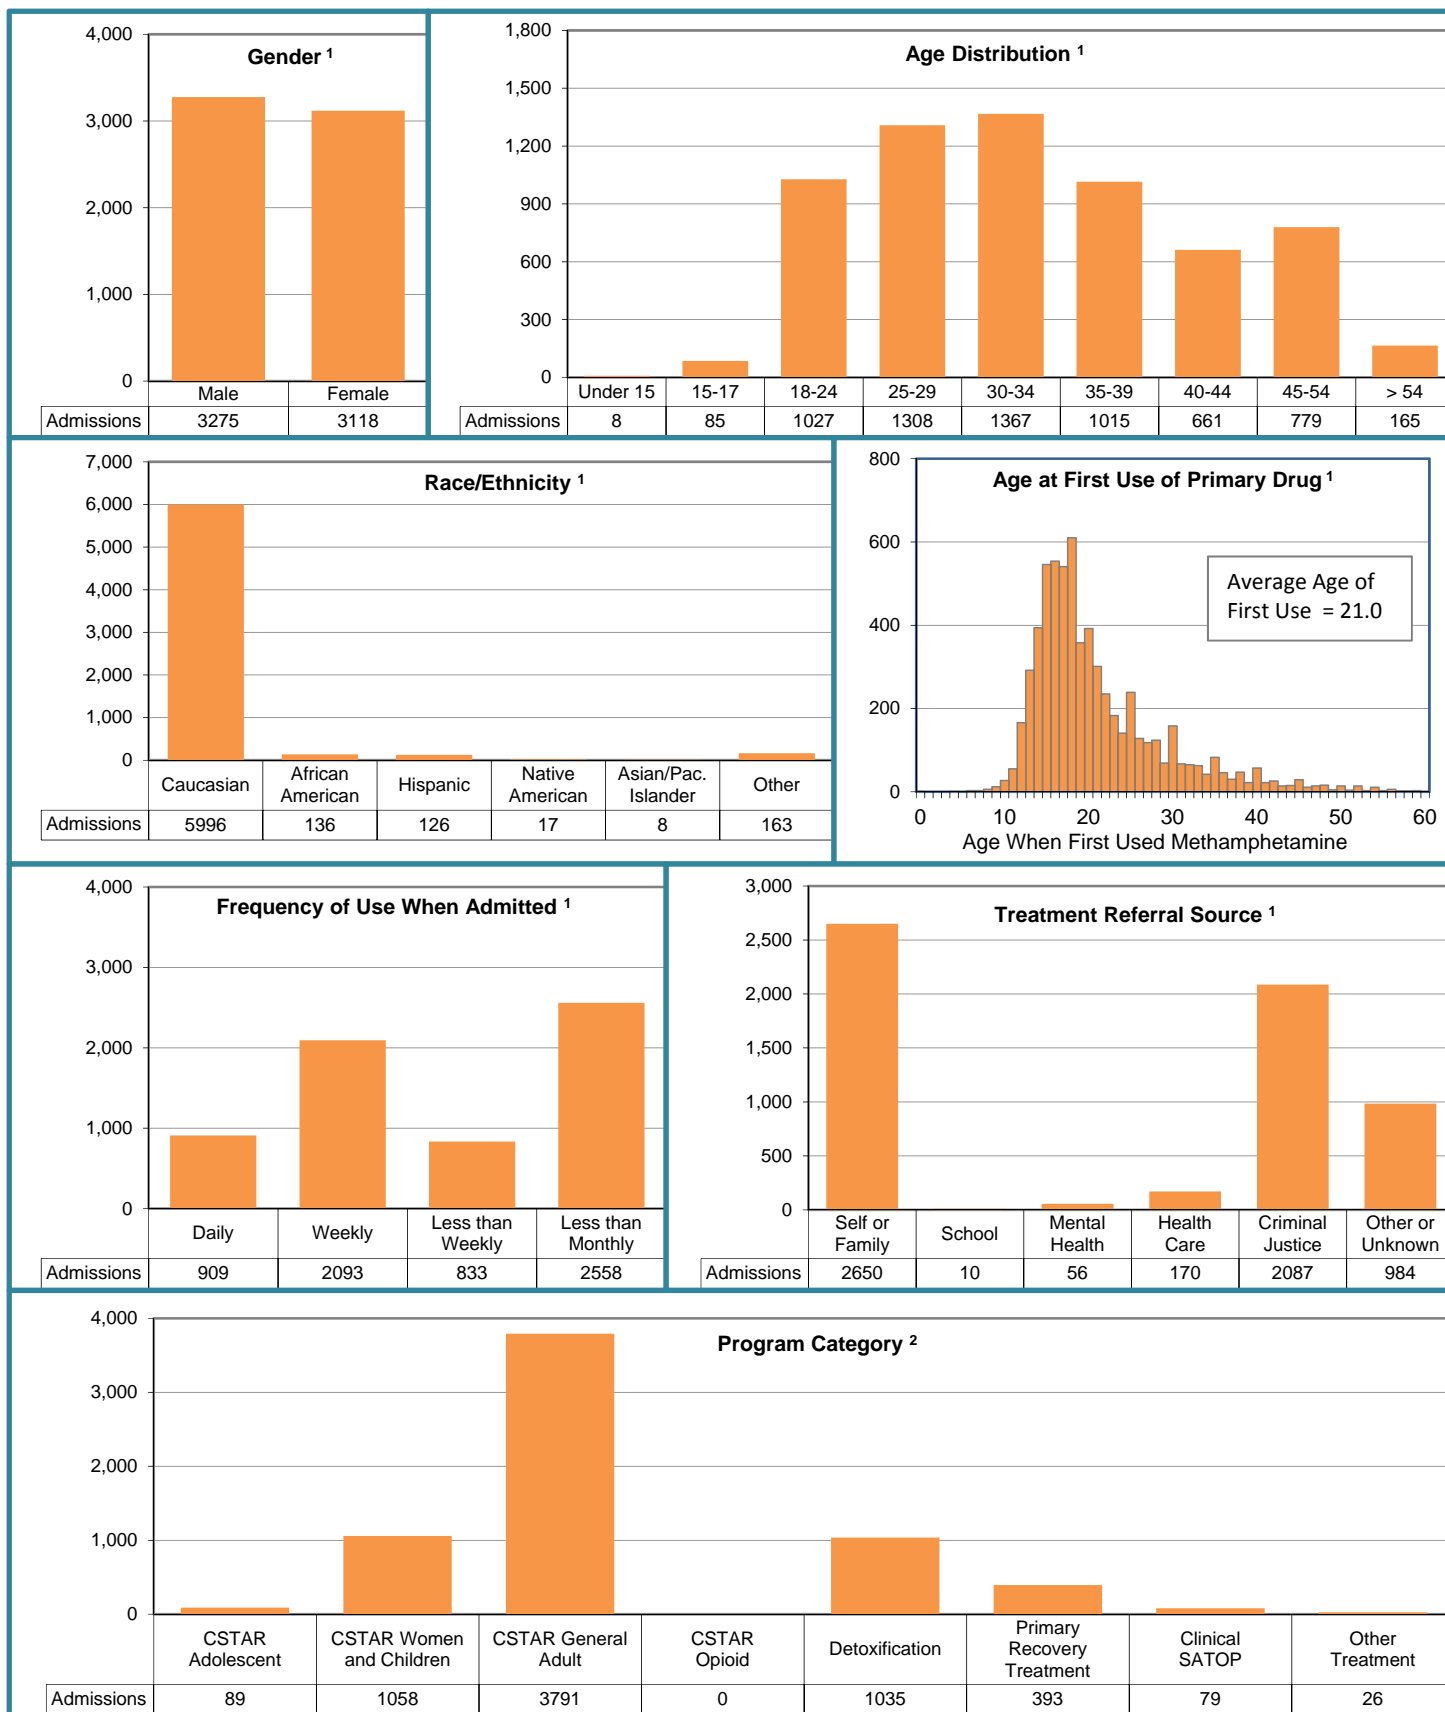 Gender ¹
4,000
3,000
2,000
1,000
0
Male Female
Admissions 3275 3118
Age Distribution ¹
1,800
1,500
1,200
900
600
300
0
Under 15 15-17 18-24 25-29 30-34 35-39 40-44 45-54 > 54
Admissions 8 85 1027 1308 1367 1015 661 779 165
Race/Ethnicity ¹
7,000
6,000
5,000
4,000
3,000
2,000
1,000
0
Caucasian African American Hispanic Native American Asian/Pac. Islander Other
Admissions 5996 136 126 17 8 163
Age at First Use of Primary Drug ¹
800
600
400
200
0
Average Age of
First Use = 21.0
0 10 20 30 40 50 60
Age When First Used Methamphetamine
Frequency of Use When Admitted ¹
4,000
3,000
2,000
1,000
0
Daily Weekly Less than Weekly Less than Monthly
Admissions 909 2093 833 2558
Treatment Referral Source ¹
3,000
2,500
2,000
1,500
1,000
500
0
Self or Family School Mental Health Health Care Criminal Justice Other or Unknown
Admissions 2650 10 56 170 2087 984
Program Category ²
4,000
3,000
2,000
1,000
0
CSTAR Adolescent CSTAR Women and Children CSTAR General Adult CSTAR Opioid Detoxification Primary Recovery Treatment Clinical SATOP Other Treatment
Admissions 89 1058 3791 0 1035 393 79 26